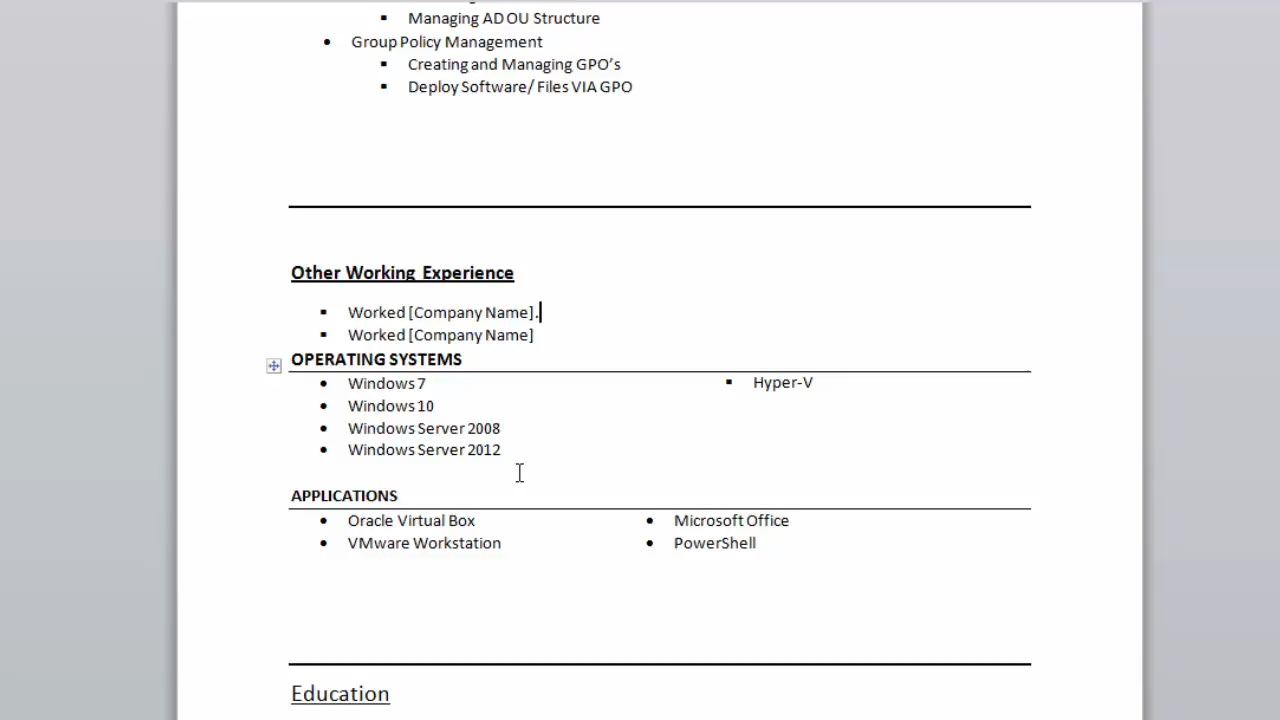 Managing AD OU Structure
Group Policy Management
Creating and Managing GPO’s
Deploy Software/ Files VIA GPO
Other Working Experience
Worked [Company Name].
Worked [Company Name]
OPERATING SYSTEMS
Windows 7
Hyper-V
Windows 10
Windows Server 2008
Windows Server 2012
APPLICATIONS
Oracle Virtual Box
Microsoft Office
VMware Workstation
PowerShell
Education